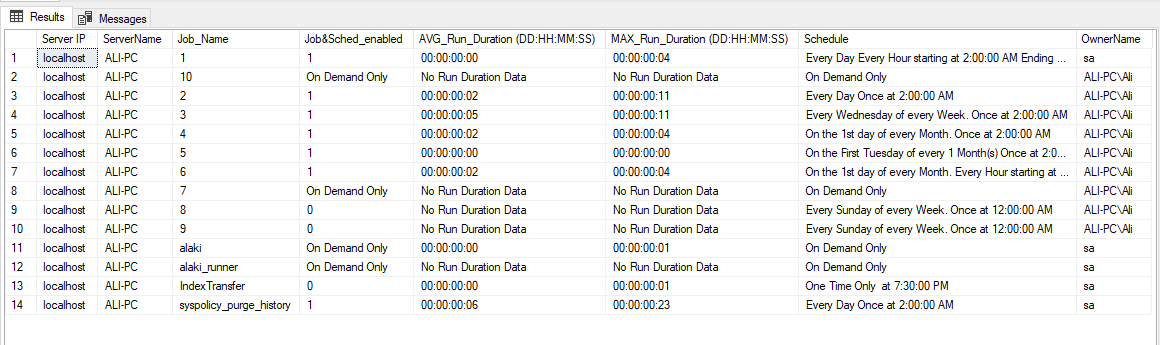 Results Messages
Server IP ServerName Job_Name Job&Sched_enabled AVG_Run_Duration (DD:HH:MM:SS) MAX_Run_Duration (DD:HH:MM:SS) Schedule OwnerName
1 localhost ALI-PC 1 1 00:00:00:00 00:00:00:04 Every Day Every Hour starting at 2:00:00 AM Ending ... sa
2 localhost ALI-PC 10 On Demand Only No Run Duration Data No Run Duration Data On Demand Only ALI-PC\Ali
3 localhost ALI-PC 2 1 00:00:00:02 00:00:00:11 Every Day Once at 2:00:00 AM ALI-PC\Ali
4 localhost ALI-PC 3 1 00:00:00:05 00:00:00:11 Every Wednesday of every Week. Once at 2:00:00 AM ALI-PC\Ali
5 localhost ALI-PC 4 1 00:00:00:02 00:00:00:04 On the 1st day of every Month. Once at 2:00:00 AM ALI-PC\Ali
6 localhost ALI-PC 5 1 00:00:00:00 00:00:00:00 On the First Tuesday of every 1 Month(s) Once at 2:0... ALI-PC\Ali
7 localhost ALI-PC 6 1 00:00:00:02 00:00:00:04 On the 1st day of every Month. Every Hour starting at ... ALI-PC\Ali
8 localhost ALI-PC 7 On Demand Only No Run Duration Data No Run Duration Data On Demand Only ALI-PC\Ali
9 localhost ALI-PC 8 0 No Run Duration Data No Run Duration Data Every Sunday of every Week. Once at 12:00:00 AM ALI-PC\Ali
10 localhost ALI-PC 9 0 No Run Duration Data No Run Duration Data Every Sunday of every Week. Once at 12:00:00 AM ALI-PC\Ali
11 localhost ALI-PC alaki On Demand Only 00:00:00:00 00:00:00:01 On Demand Only sa
12 localhost ALI-PC alaki_runner On Demand Only No Run Duration Data No Run Duration Data On Demand Only sa
13 localhost ALI-PC IndexTransfer 0 00:00:00:00 00:00:00:01 One Time Only at 7:30:00 PM sa
14 localhost ALI-PC syspolicy_purge_history 1 00:00:00:06 00:00:00:23 Every Day Once at 2:00:00 AM sa